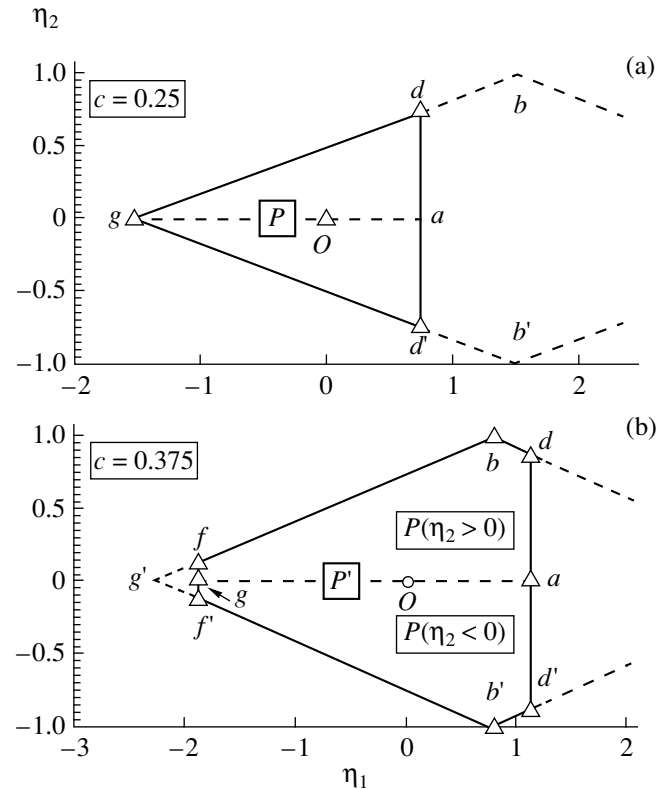 η₂
(a)
1.0
c = 0.25
d
b
0.5
0
g
P
O
a
−0.5
d'
b'
−1.0
−2
−1
0
1
2
(b)
1.0
c = 0.375
b
d
0.5
f
P(η₂ > 0)
g'
0
P'
g
O
a
f'
P(η₂ < 0)
−0.5
b'
d'
−1.0
−3
−2
−1
0
1
2
η₁